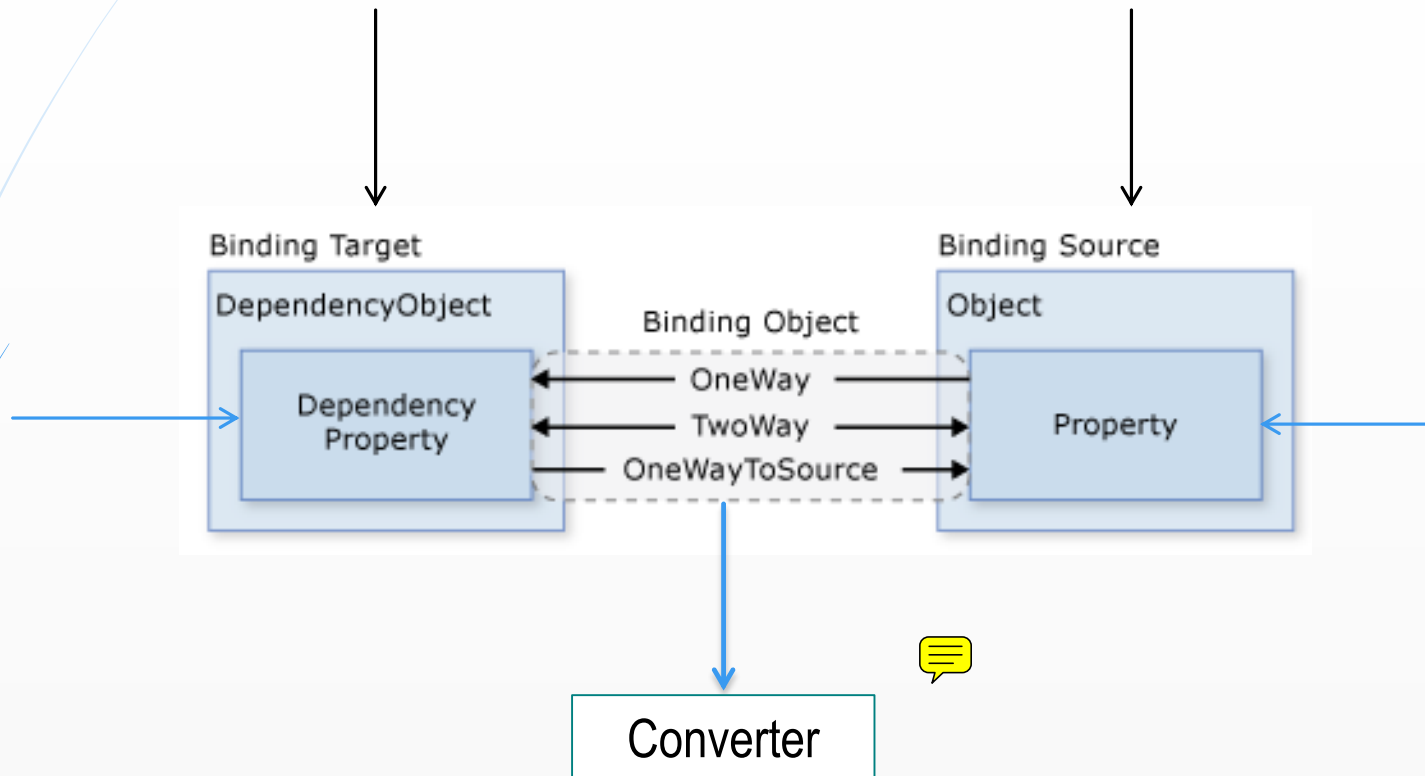 Binding Target
DependencyObject
Dependency
Property
Binding Object
OneWay
TwoWay
OneWayToSource
Binding Source
Object
Property
Converter